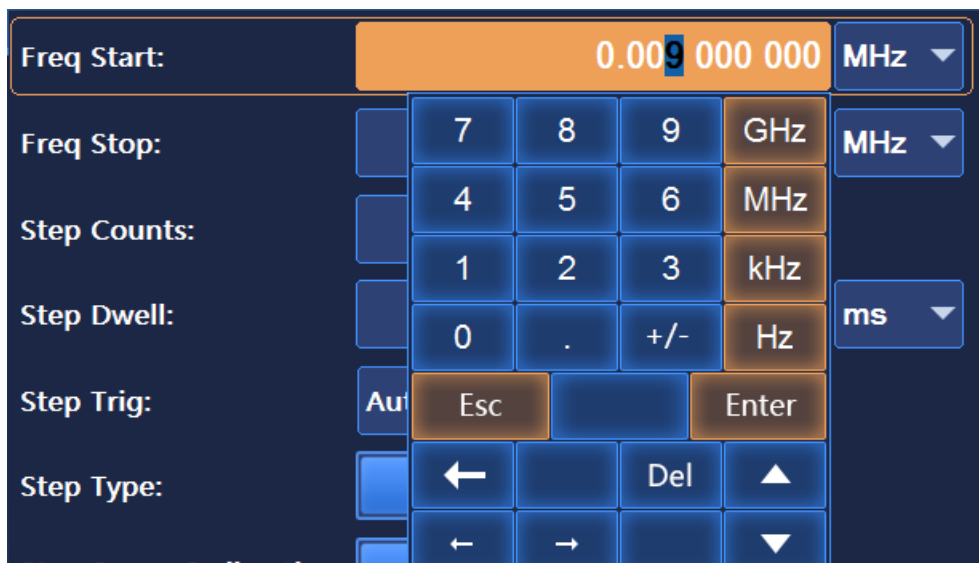 Freq Start: 0.009 000 000 MHz
Freq Stop: MHz
7 8 9 GHz
4 5 6 MHz
Step Counts:
1 2 3 kHz
Step Dwell: ms
0 . +/- Hz
Step Trig:
Esc Enter
Step Type:
Del